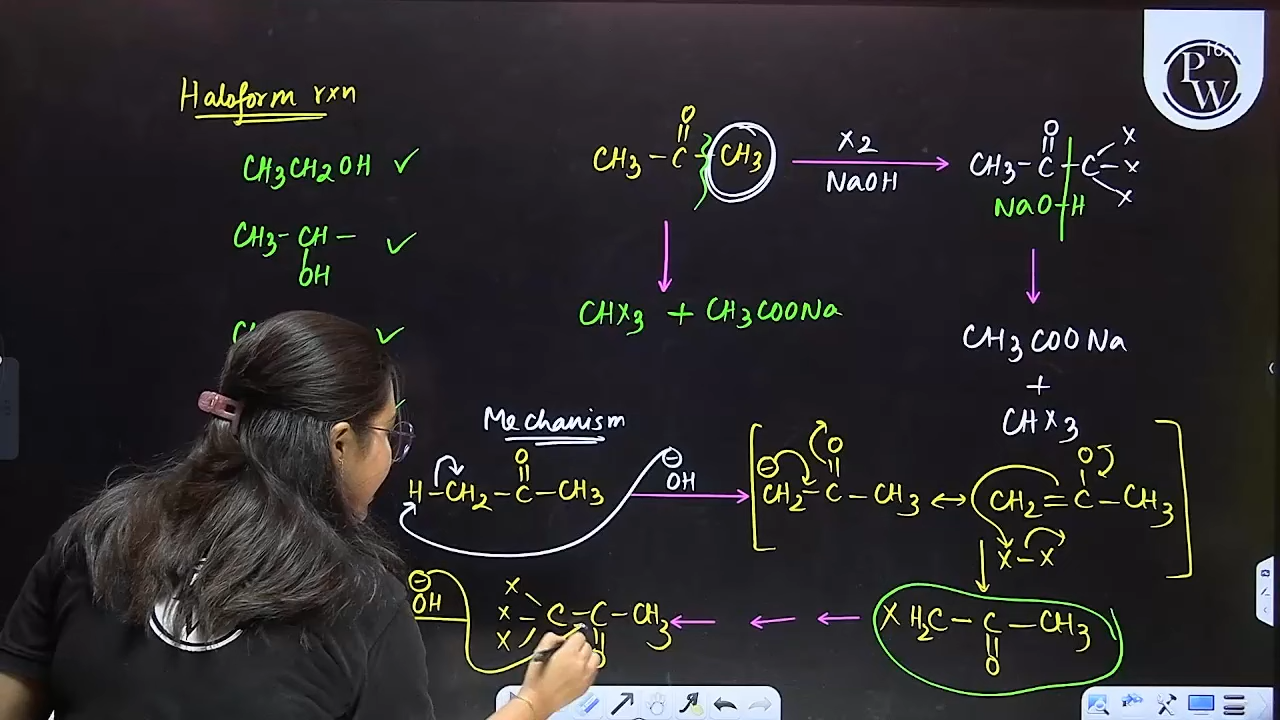 Haloform rxn
CH3CH2OH ✓
CH3-CH- ✓
OH
✓
O
CH3-C-CH3
X2
NaOH
O
CH3-C-C
X
X
X
NaO-H
CHX3 + CH3COONa
CH3COONa
+
CHX3
Mechanism
O
H-CH2-C-CH3
⊖
OH
O
⊖
CH2-C-CH3 ↔
O
CH2=C-CH3
X-X
XH2C-C-CH3
O
X
X
X
C-C-CH3
O
⊖
OH
PW